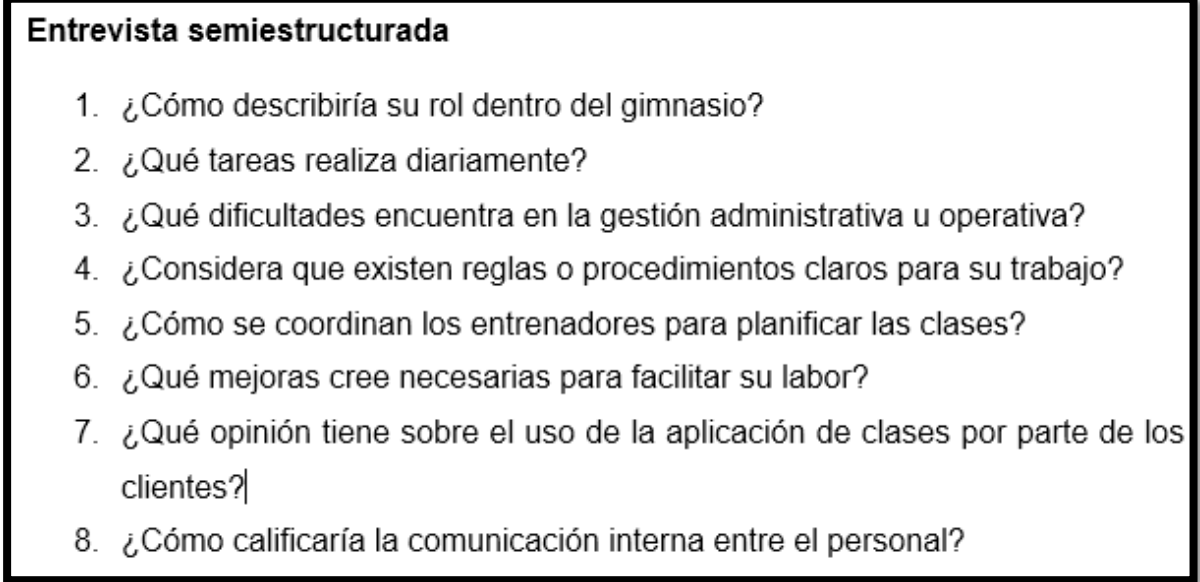 Entrevista semiestructurada
1. ¿Cómo describiría su rol dentro del gimnasio?
2. ¿Qué tareas realiza diariamente?
3. ¿Qué dificultades encuentra en la gestión administrativa u operativa?
4. ¿Considera que existen reglas o procedimientos claros para su trabajo?
5. ¿Cómo se coordinan los entrenadores para planificar las clases?
6. ¿Qué mejoras cree necesarias para facilitar su labor?
7. ¿Qué opinión tiene sobre el uso de la aplicación de clases por parte de los
clientes?
8. ¿Cómo calificaría la comunicación interna entre el personal?